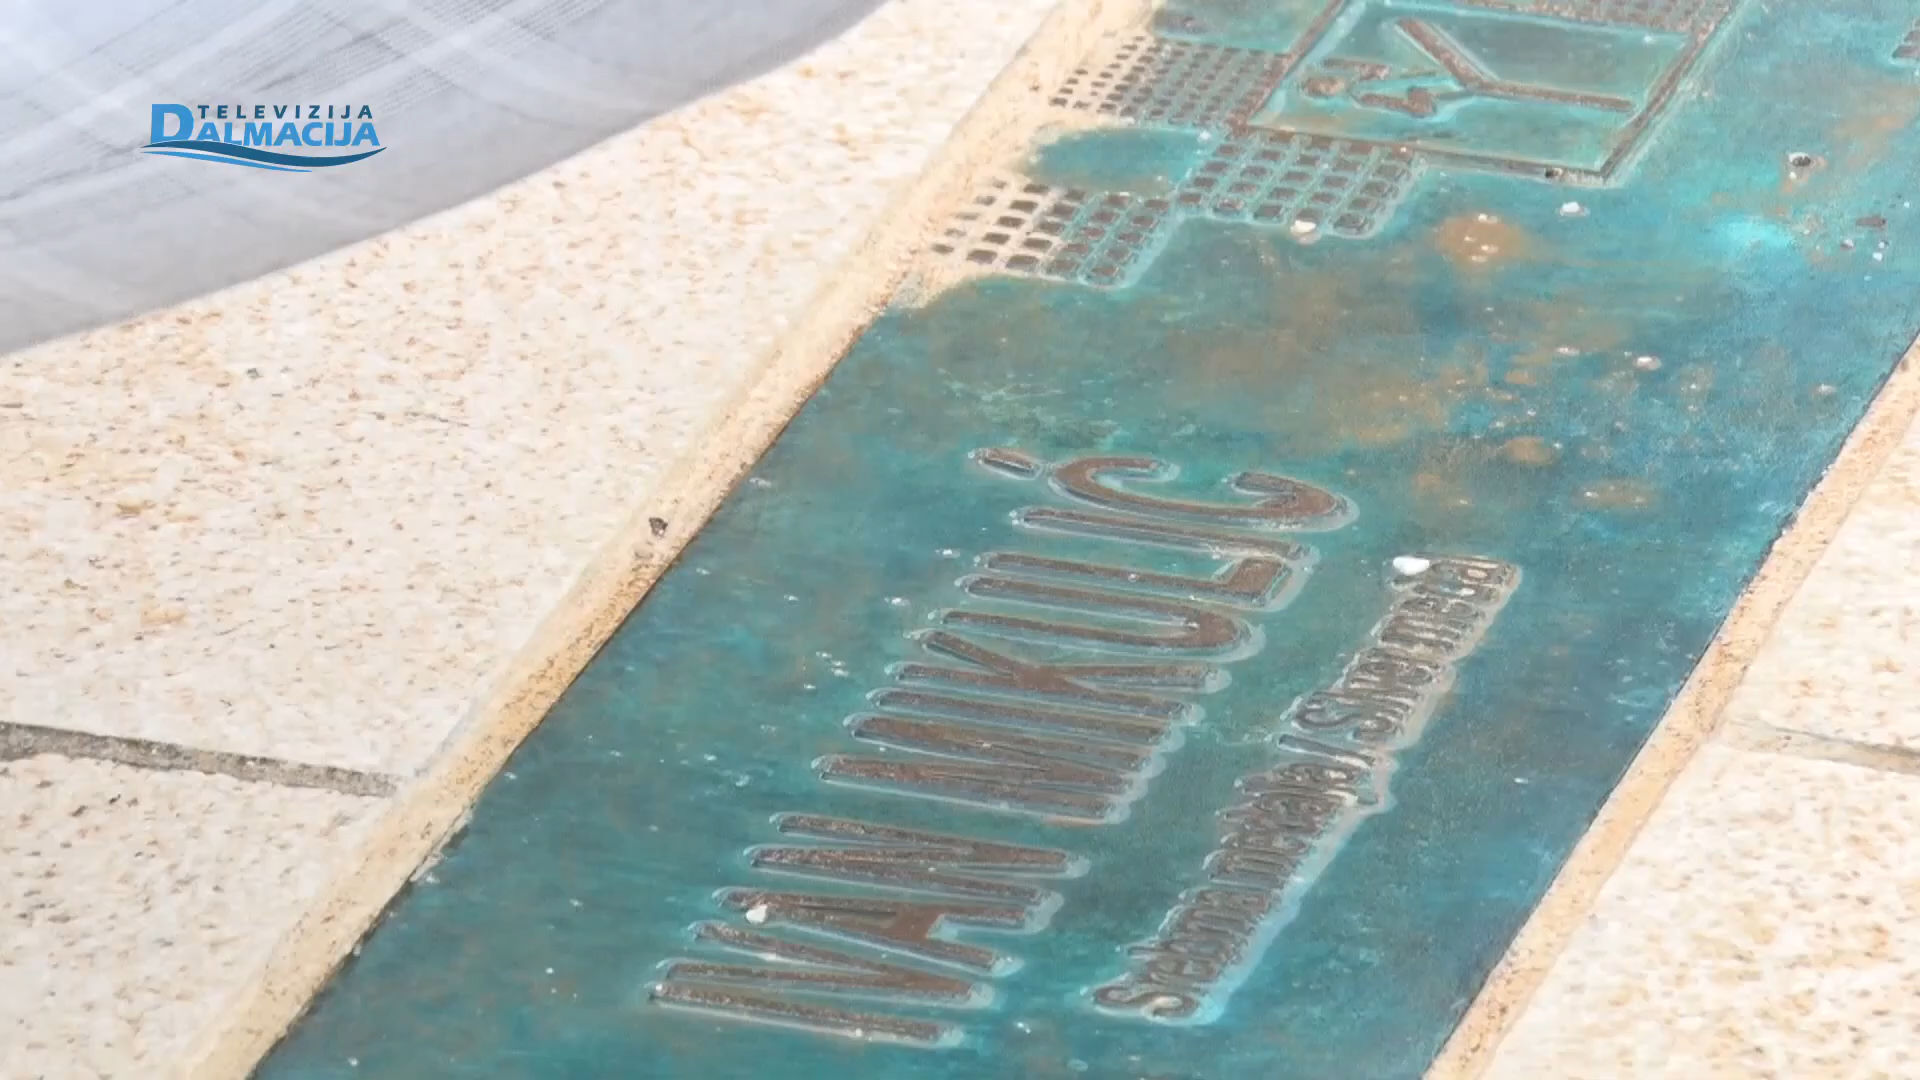 TELEVIZIJA
DALMACIJA
IVAN MIKULIĆ
Srebrna medalja / Silver medal